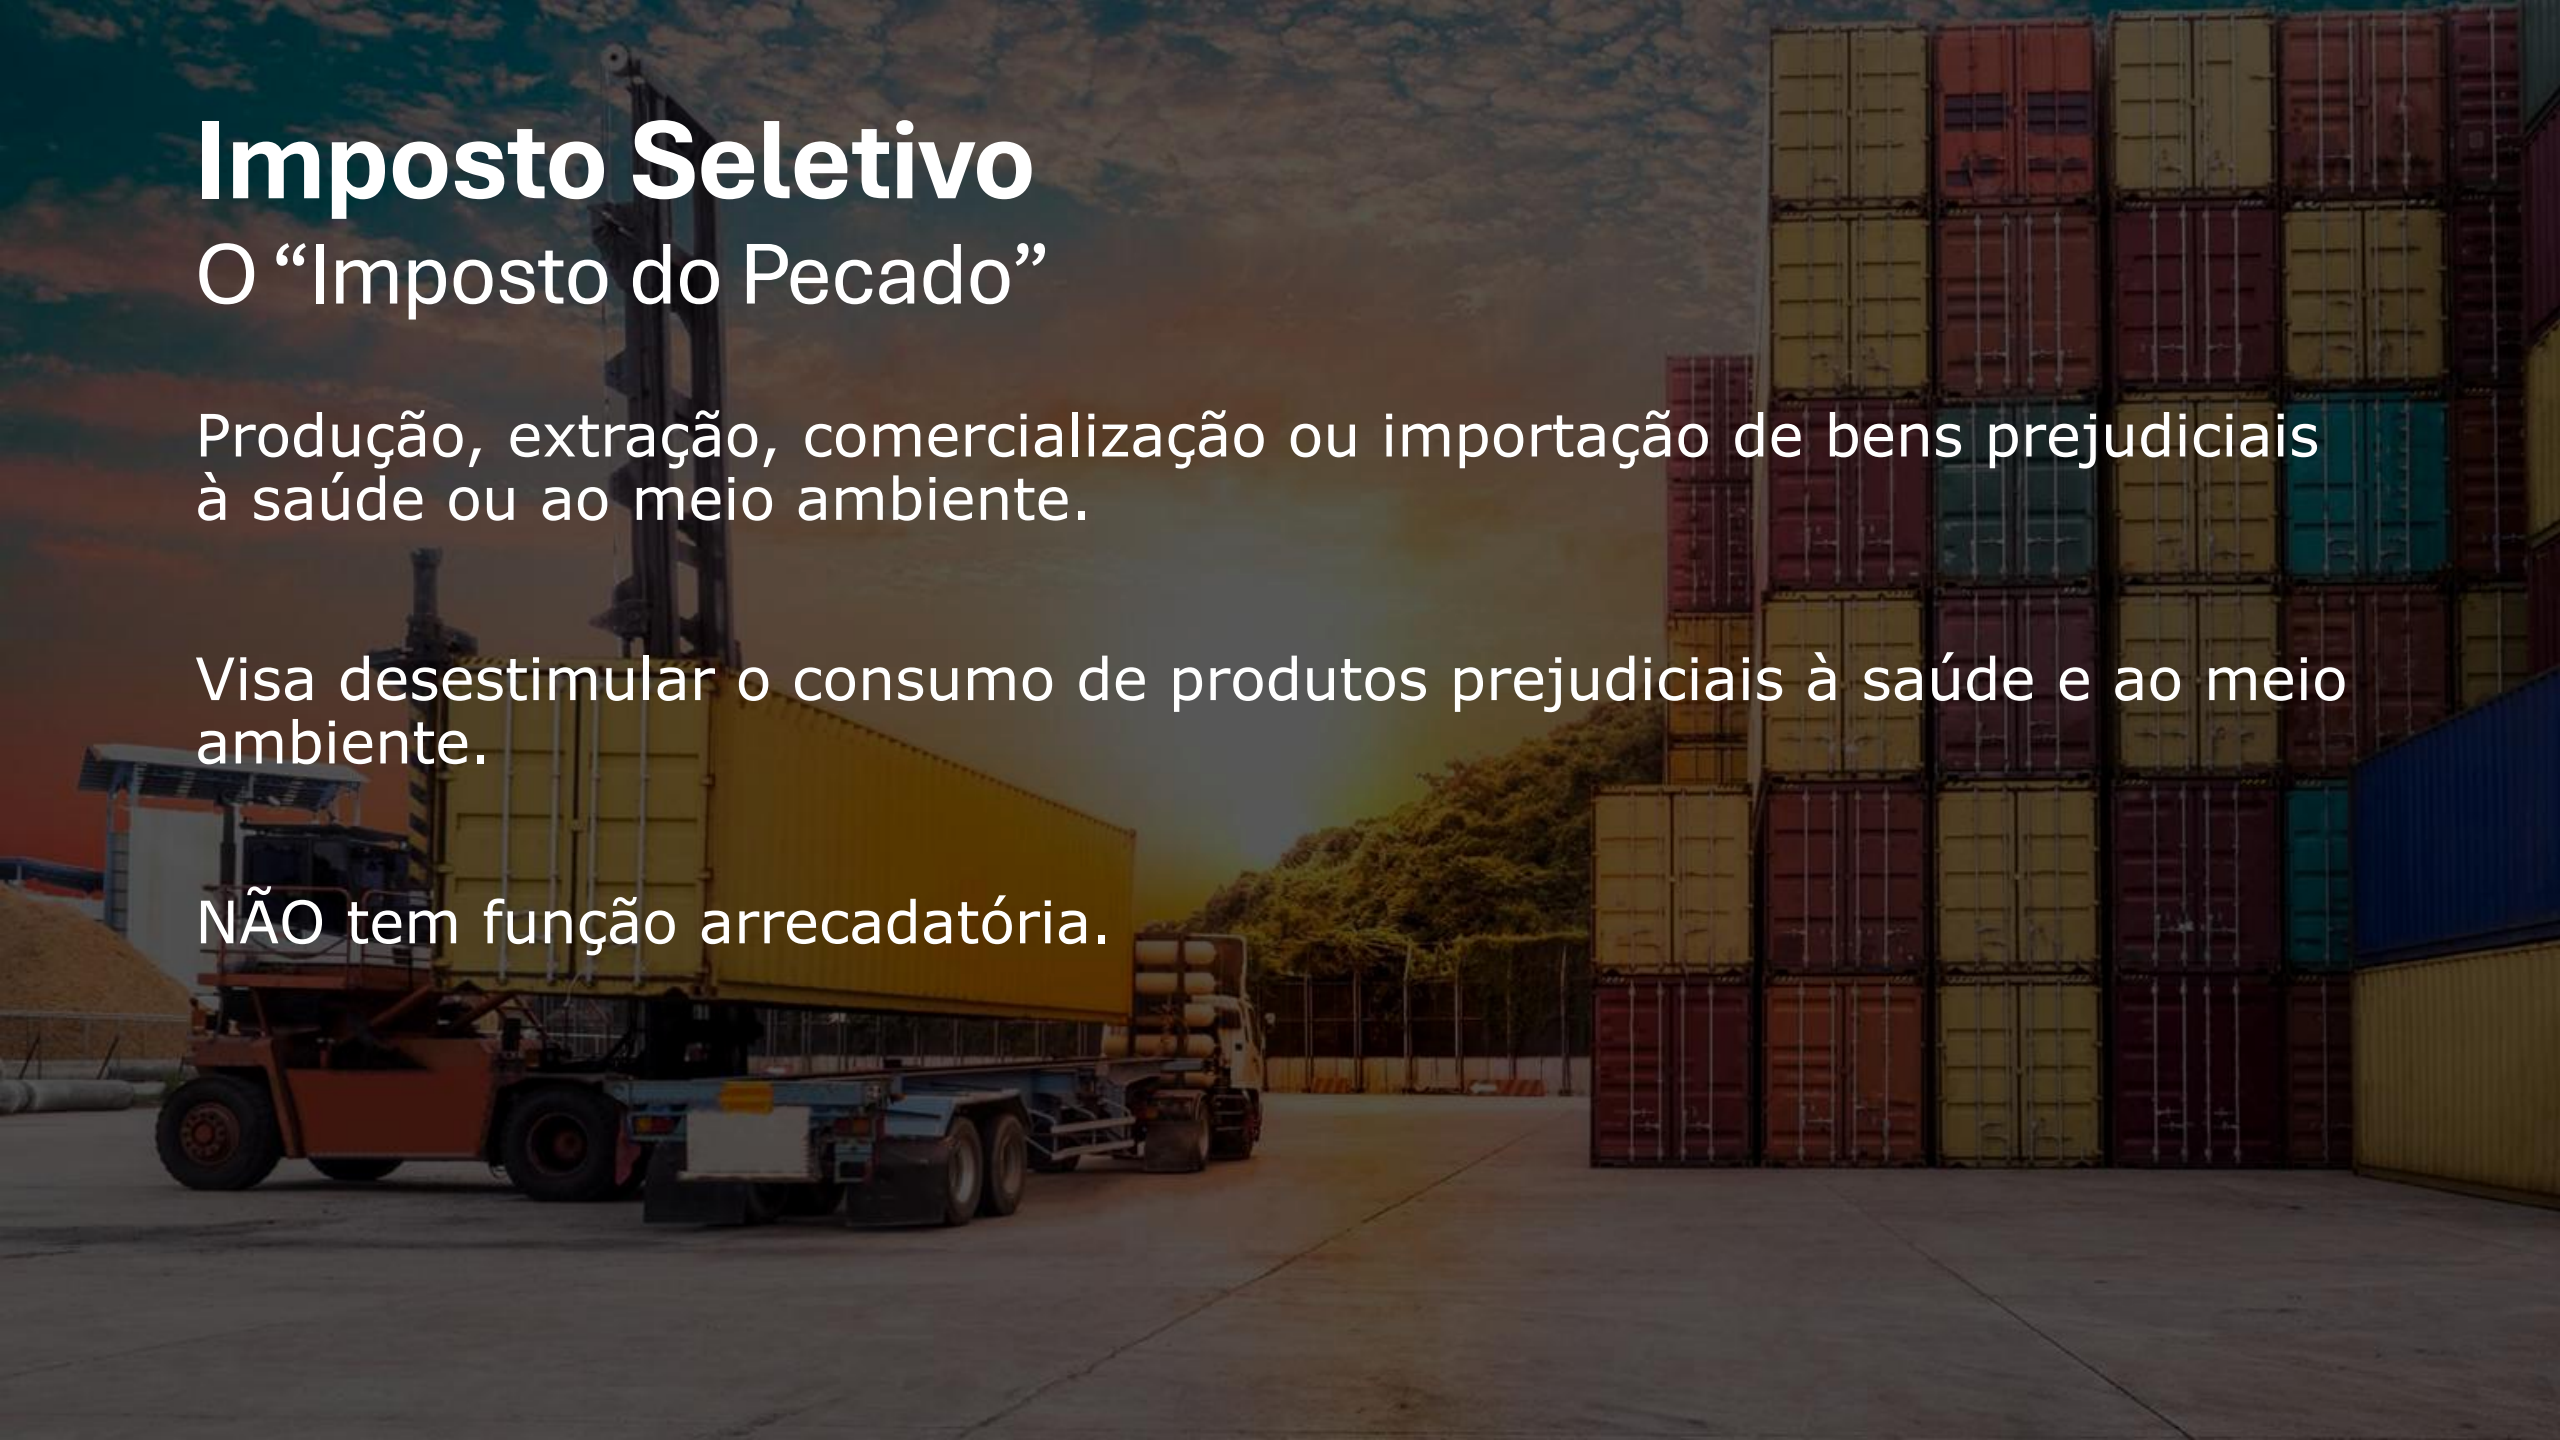 Imposto Seletivo
O “Imposto do Pecado”
Produção, extração, comercialização ou importação de bens prejudiciais
à saúde ou ao meio ambiente.
Visa desestimular o consumo de produtos prejudiciais à saúde e ao meio
ambiente.
NÃO tem função arrecadatória.